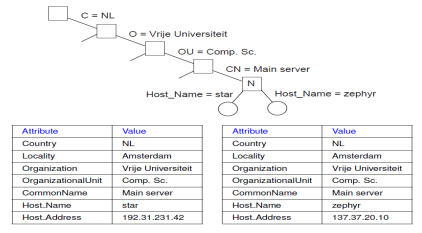 C = NL
O = Vrije Universiteit
OU = Comp. Sc.
CN = Main server
N
Host_Name = star
Host_Name = zephyr
Attribute Value
Country NL
Locality Amsterdam
Organization Vrije Universiteit
OrganizationalUnit Comp. Sc.
CommonName Main server
Host_Name star
Host_Address 192.31.231.42
Attribute Value
Country NL
Locality Amsterdam
Organization Vrije Universiteit
OrganizationalUnit Comp. Sc.
CommonName Main server
Host_Name zephyr
Host_Address 137.37.20.10